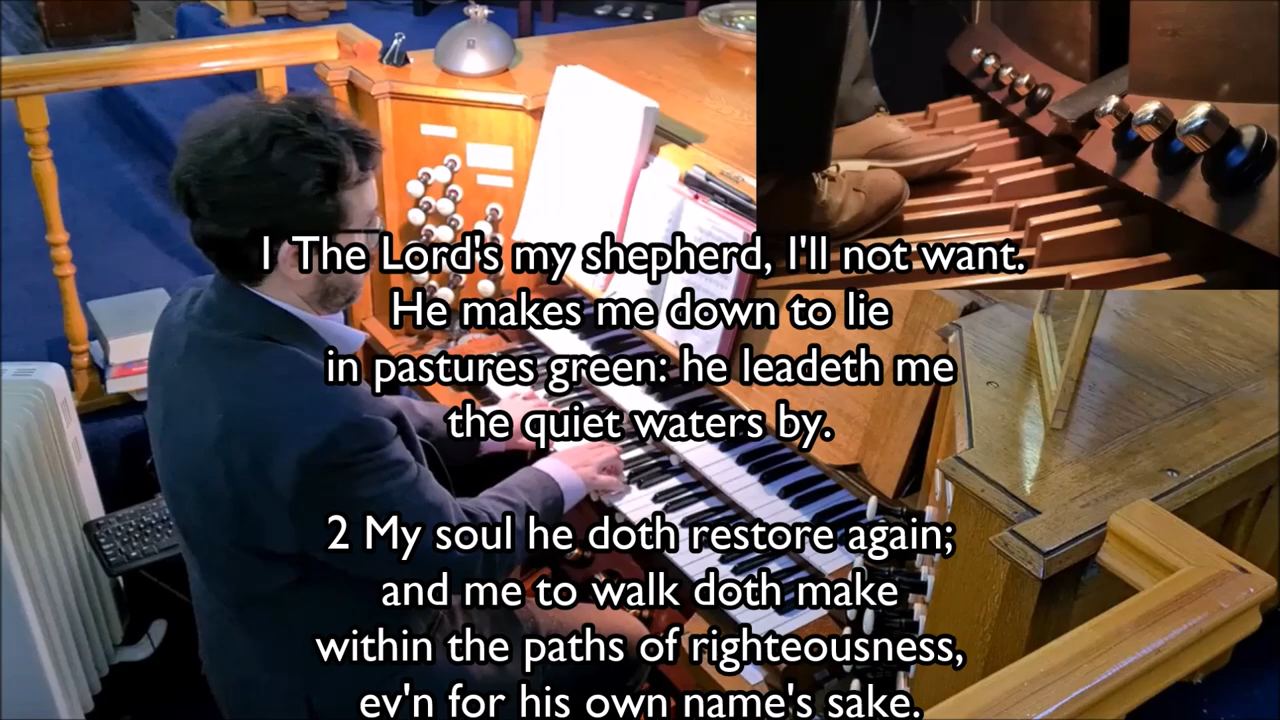 1 The Lord's my shepherd, I'll not want.
He makes me down to lie
in pastures green: he leadeth me
the quiet waters by.
2 My soul he doth restore again;
and me to walk doth make
within the paths of righteousness,
ev'n for his own name's sake.